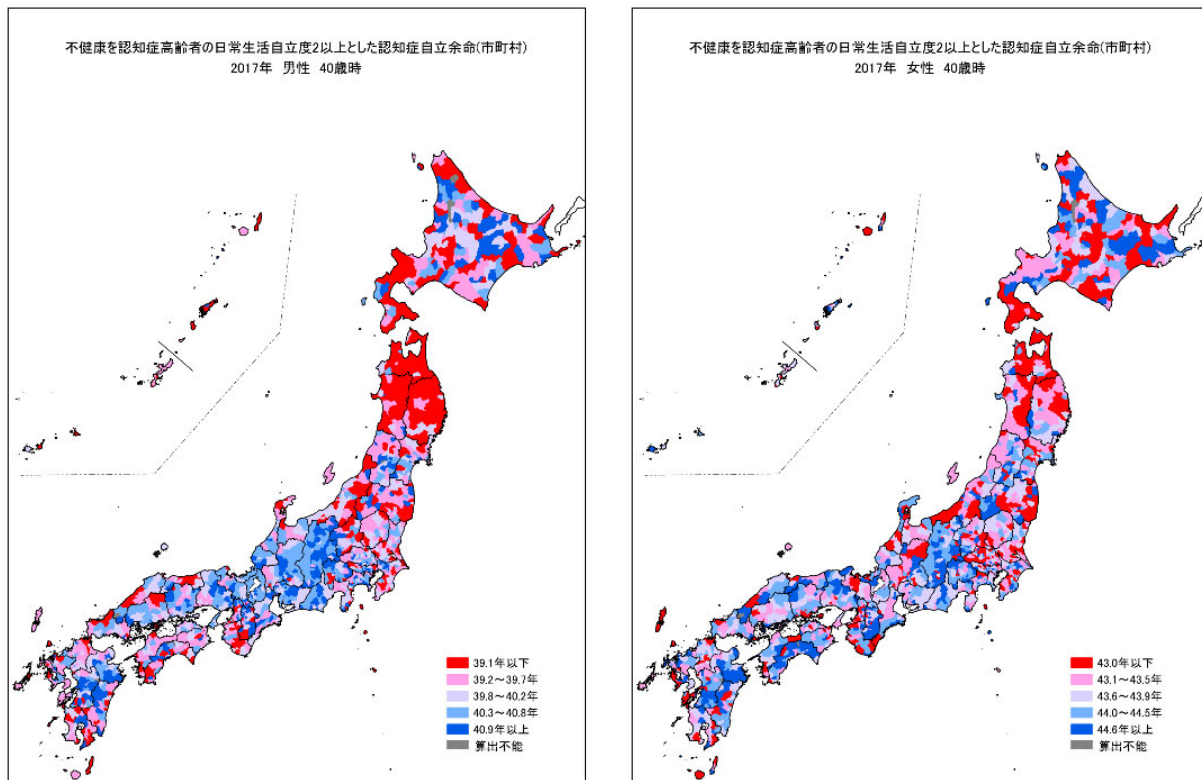 不健康を認知症高齢者の日常生活自立度2以上とした認知症自立余命(市町村)
2017年 男性 40歳時
39.1年以下
39.2～39.7年
39.8～40.2年
40.3～40.8年
40.9年以上
算出不能
不健康を認知症高齢者の日常生活自立度2以上とした認知症自立余命(市町村)
2017年 女性 40歳時
43.0年以下
43.1～43.5年
43.6～43.9年
44.0～44.5年
44.6年以上
算出不能